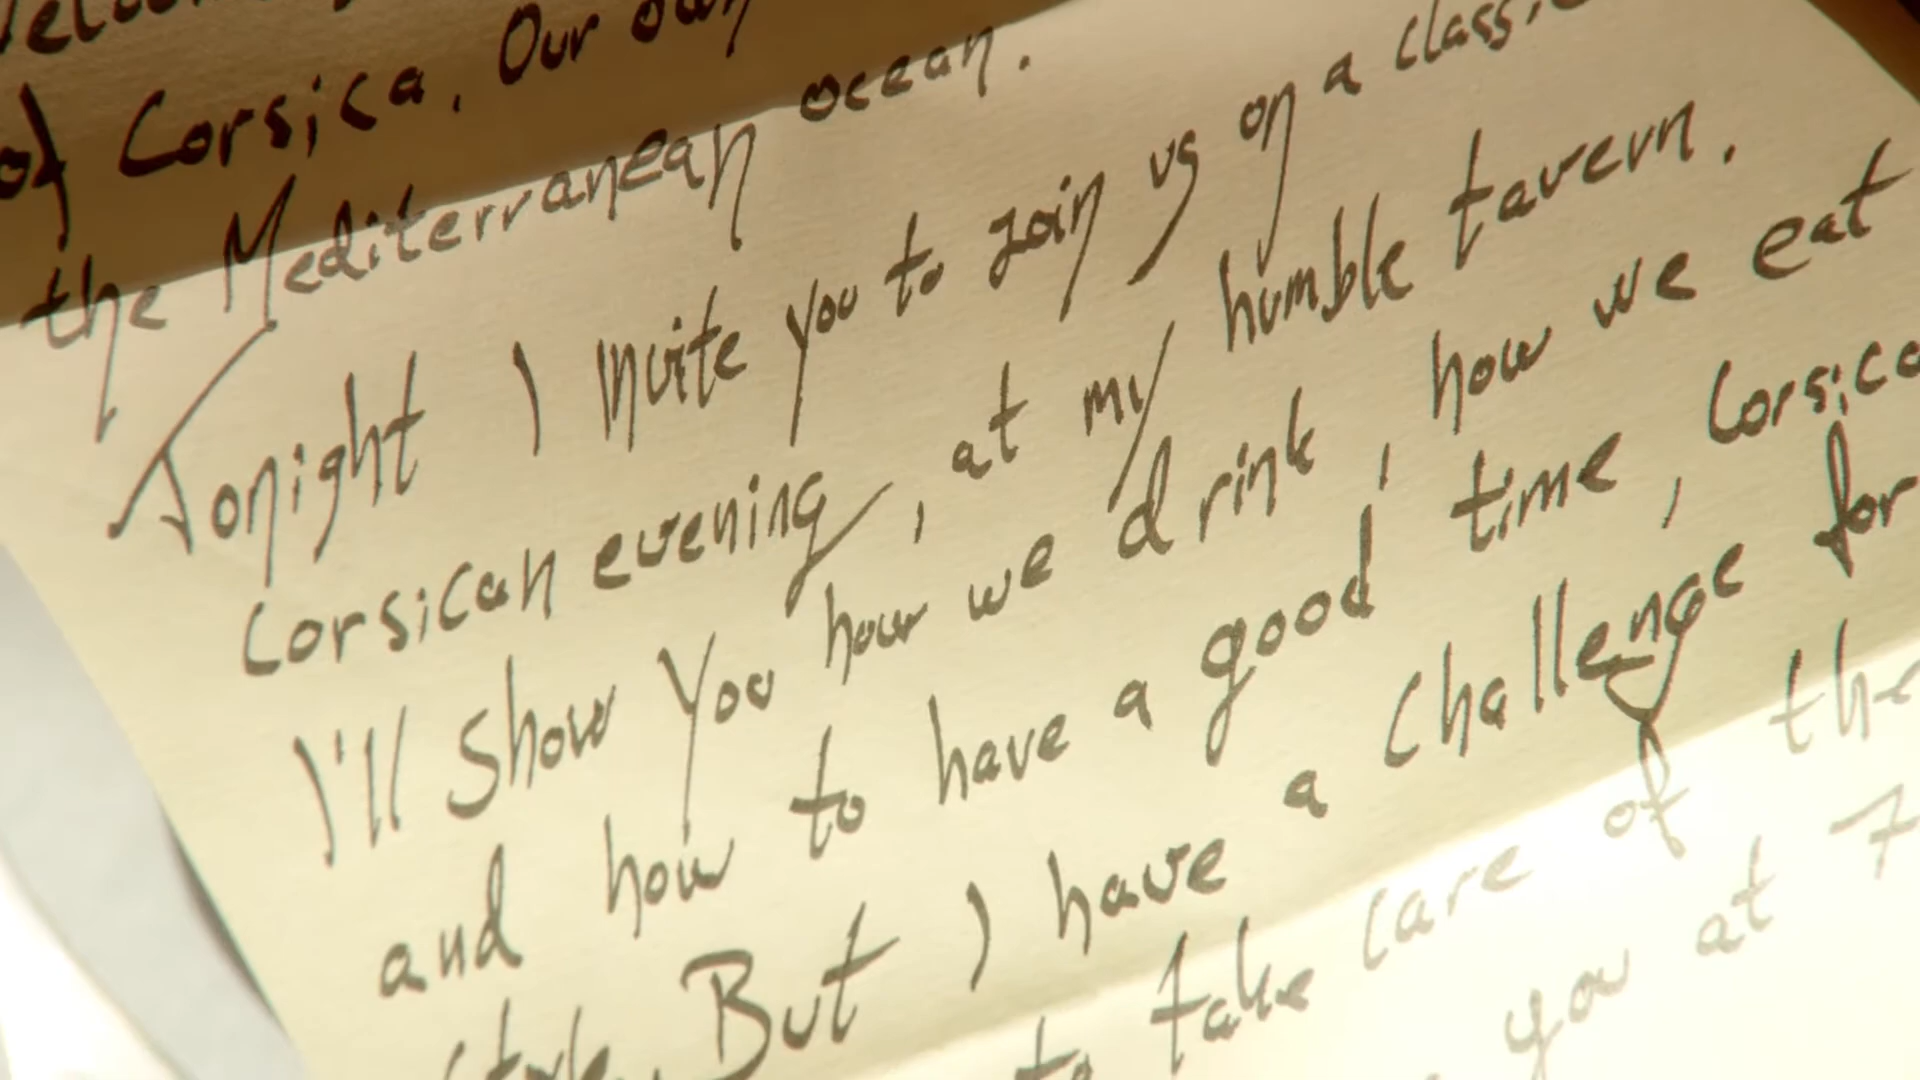 of Corsica. Our own
the Mediterranean ocean.
Tonight I invite you to join us on a classic
Corsican evening, at my humble tavern.
I'll show you how we drink, how we eat
and how to have a good time, Corsica
style. But I have a challenge for
to take care of the
you at 7